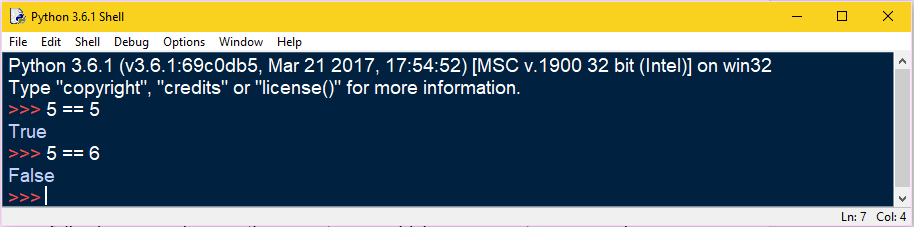 Python 3.6.1 Shell
File Edit Shell Debug Options Window Help
Python 3.6.1 (v3.6.1:69c0db5, Mar 21 2017, 17:54:52) [MSC v.1900 32 bit (Intel)] on win32
Type "copyright", "credits" or "license()" for more information.
>>> 5 == 5
True
>>> 5 == 6
False
>>>
Ln: 7 Col: 4